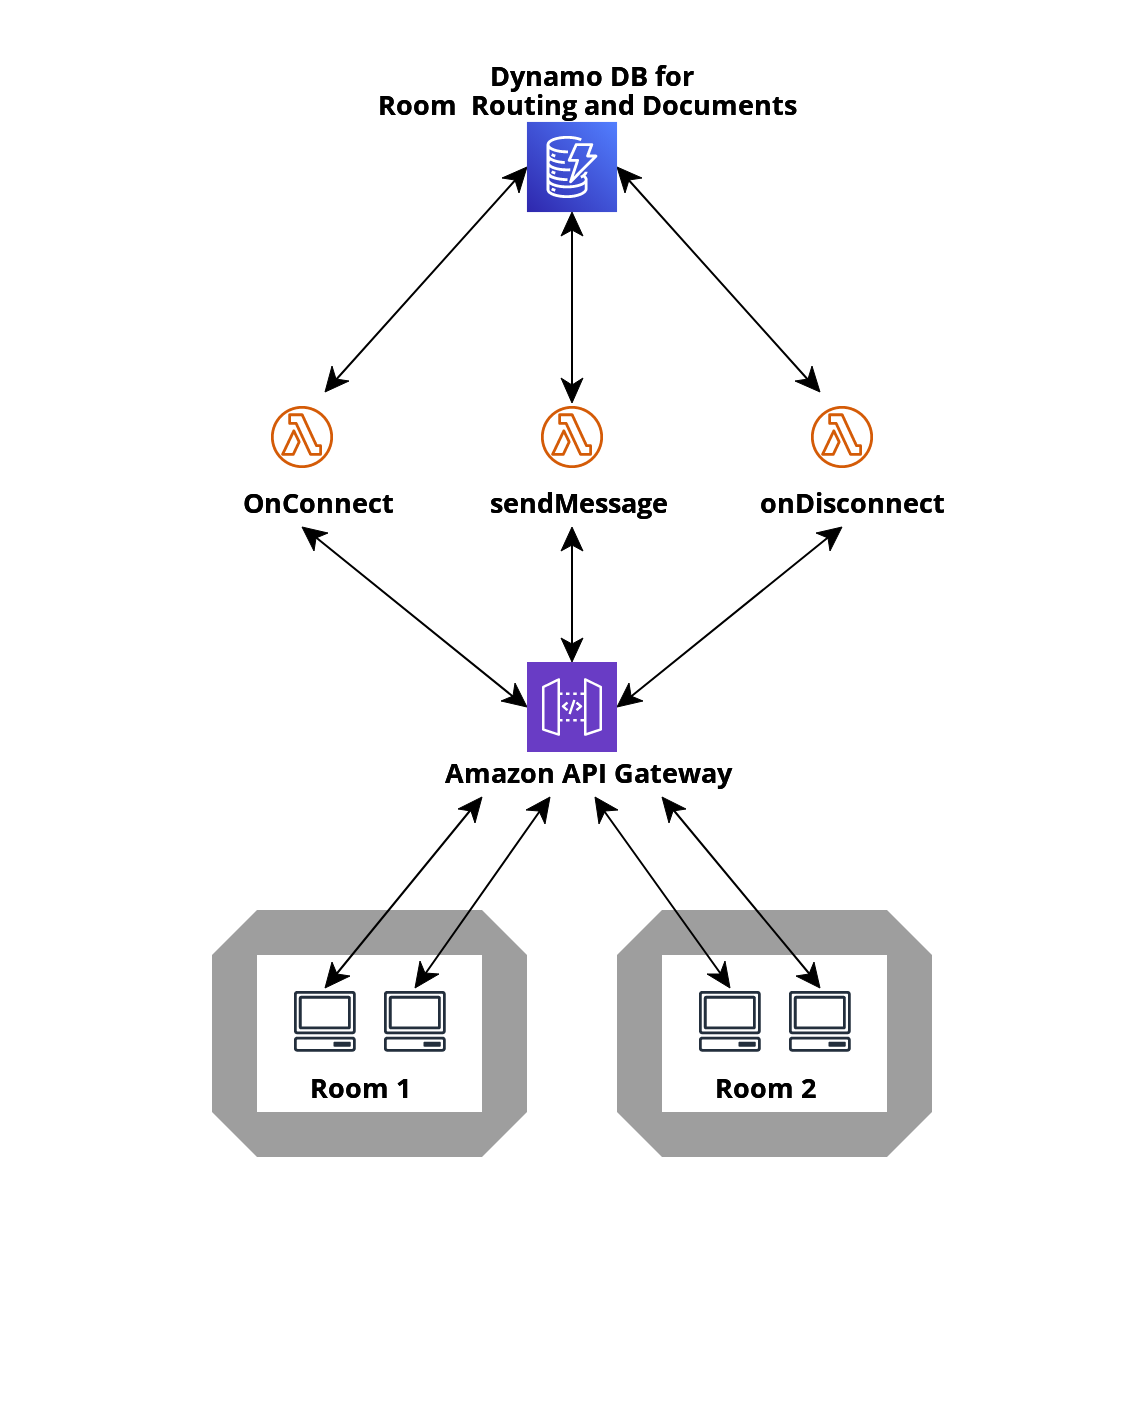 Dynamo DB for
Room  Routing and Documents
OnConnect
sendMessage
onDisconnect
</>
Amazon API Gateway
Room 1
Room 2